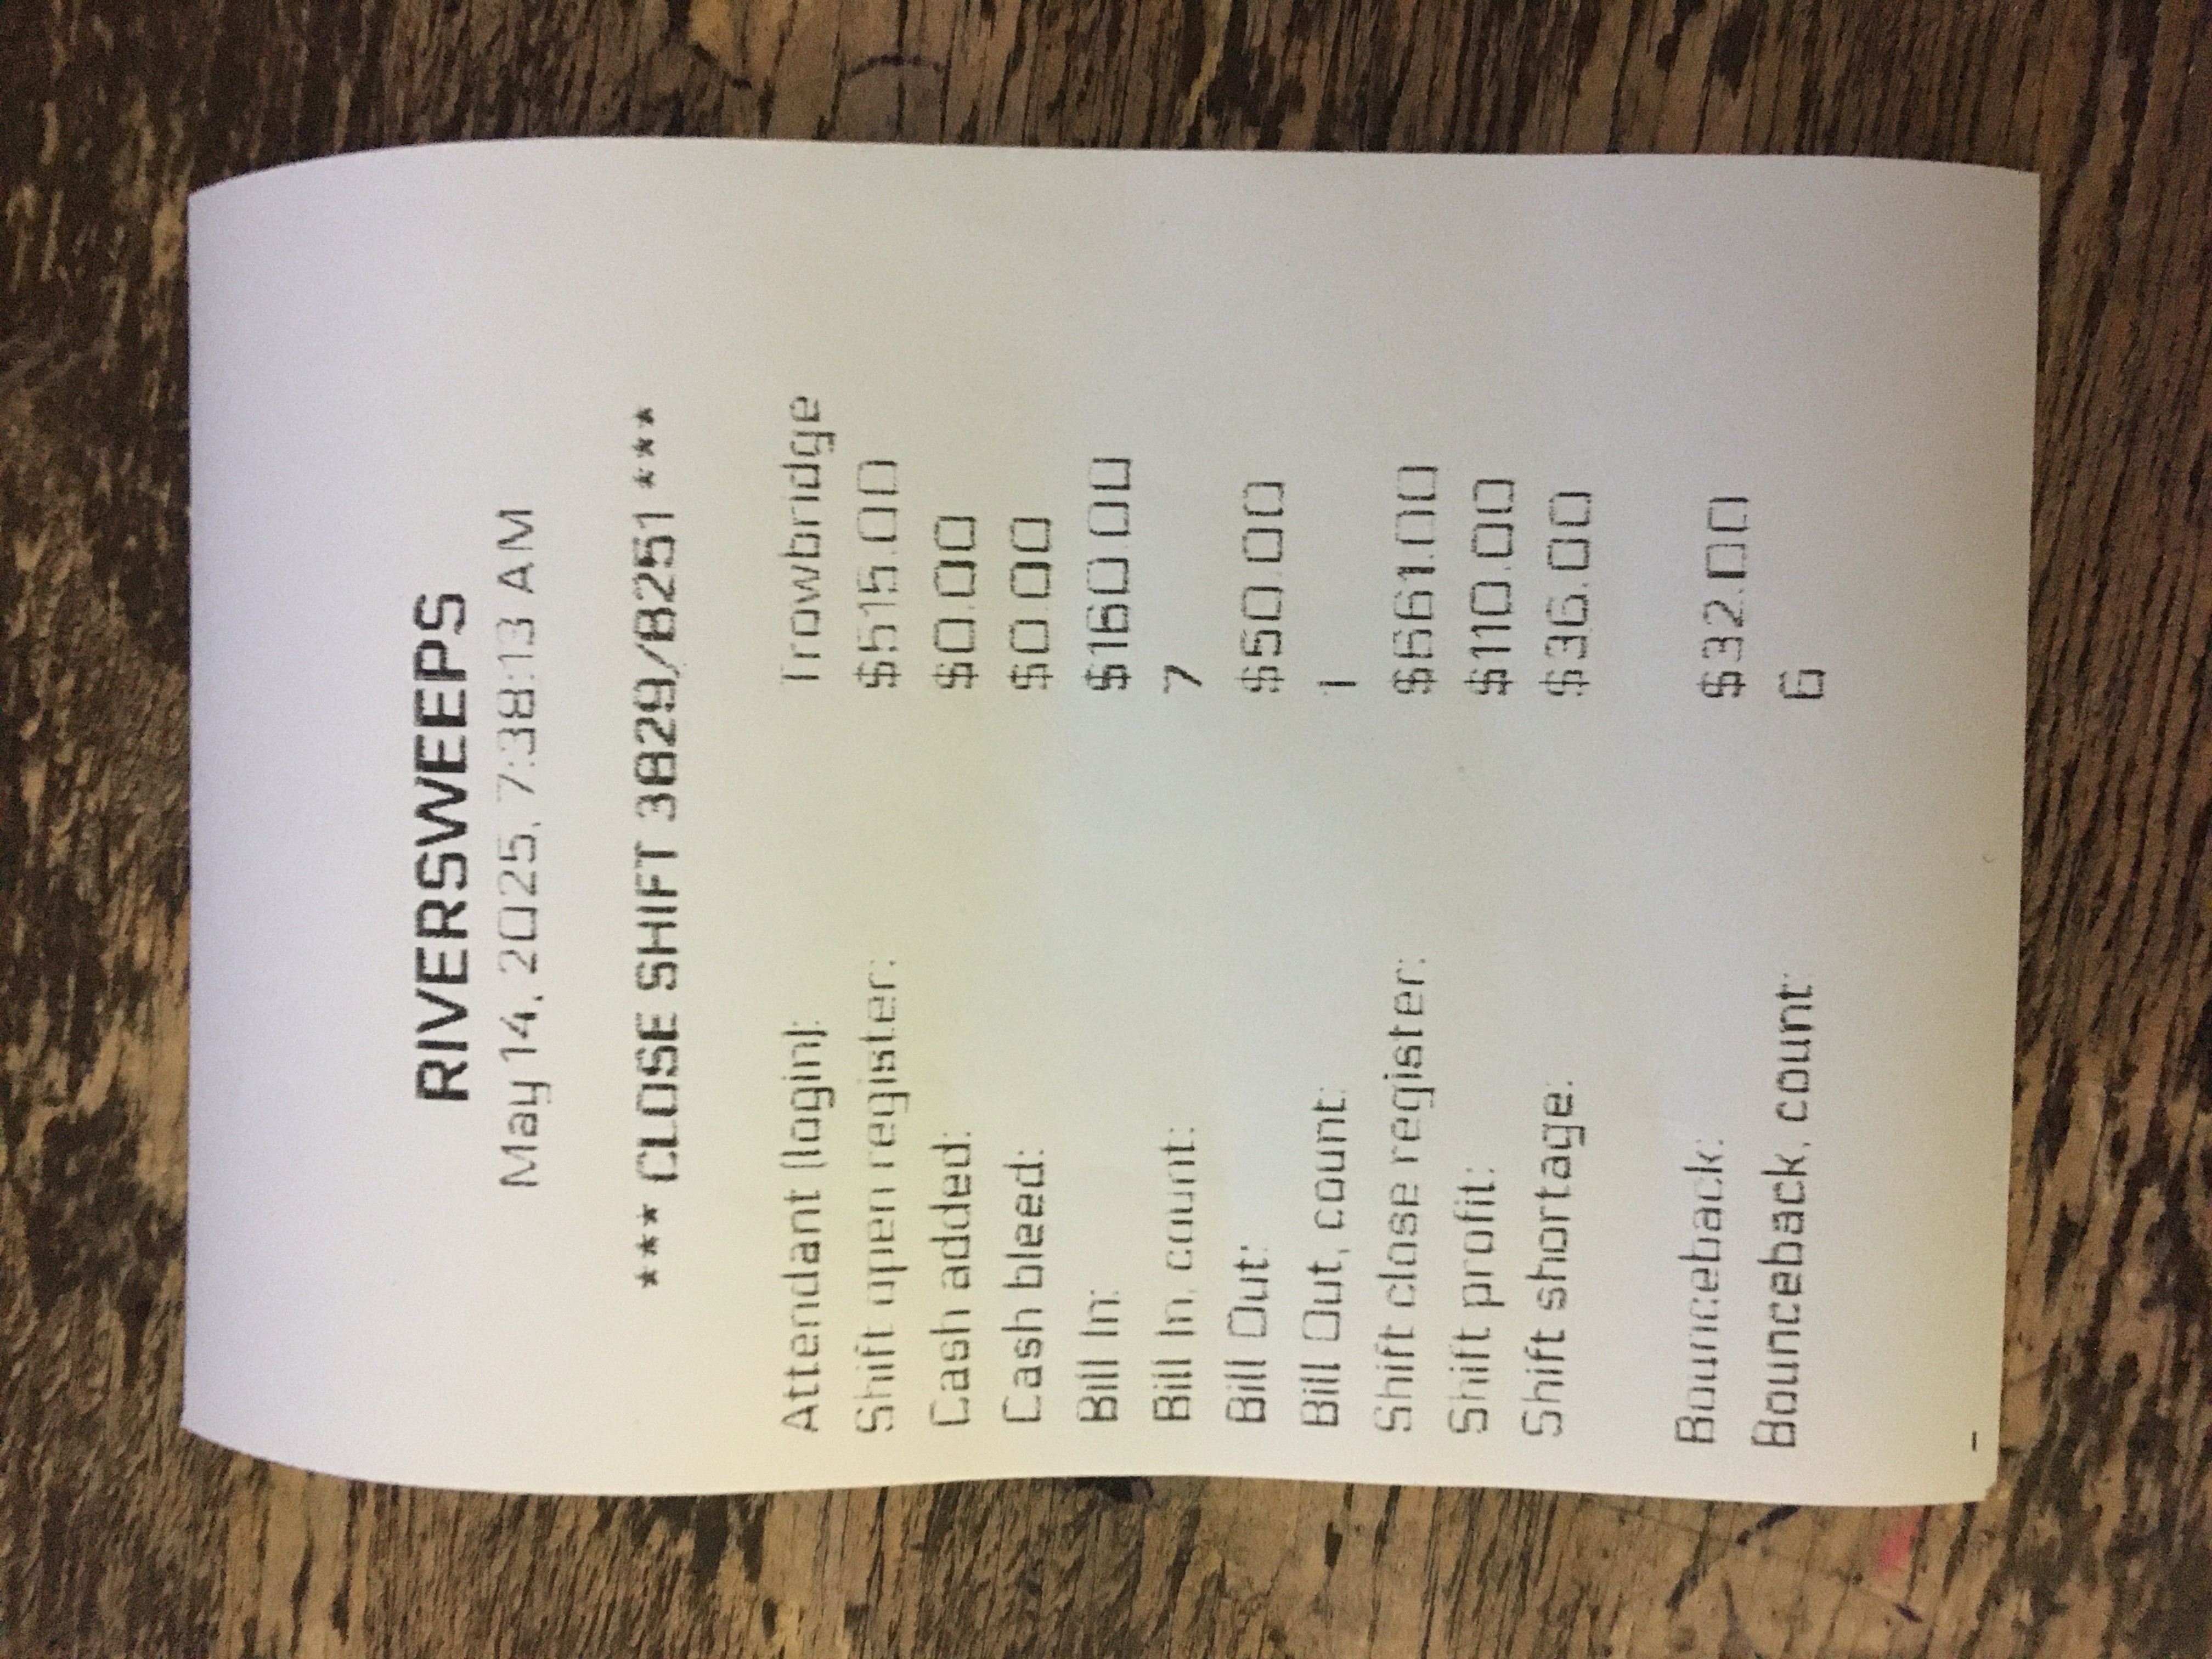 RIVERSWEEPS
May 14, 2025, 7:38:13 AM
*** CLOSE SHIFT 3829/8251 ***
Attendant (login): Trowbridge
Shift open register: $515.00
Cash added: $0.00
Cash bleed: $0.00
Bill In: $160.00
Bill In, count: 7
Bill Out: $50.00
Bill Out, count: 1
Shift close register: $661.00
Shift profit: $110.00
Shift shortage: $36.00
Bounceback: $32.00
Bounceback, count: 6